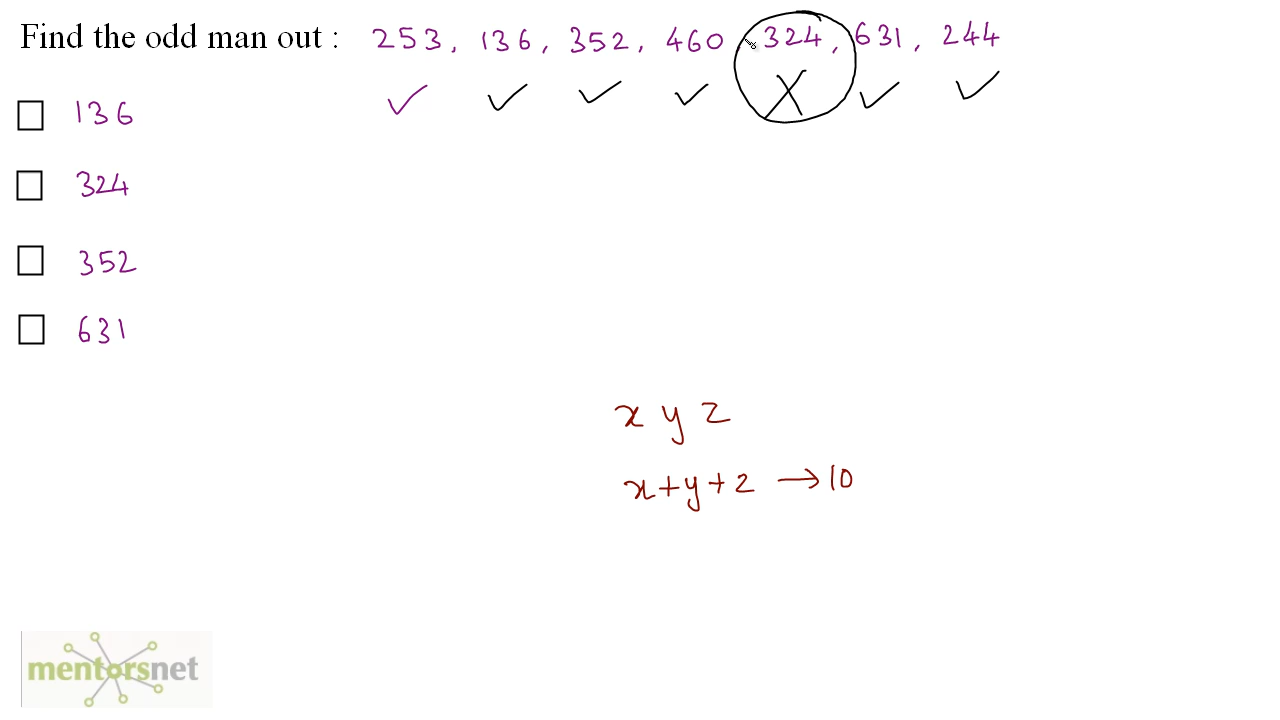 Find the odd man out : 253, 136, 352, 460, 324, 631, 244
136
324
352
631
x y z
x+y+z → 10
mentorsnet